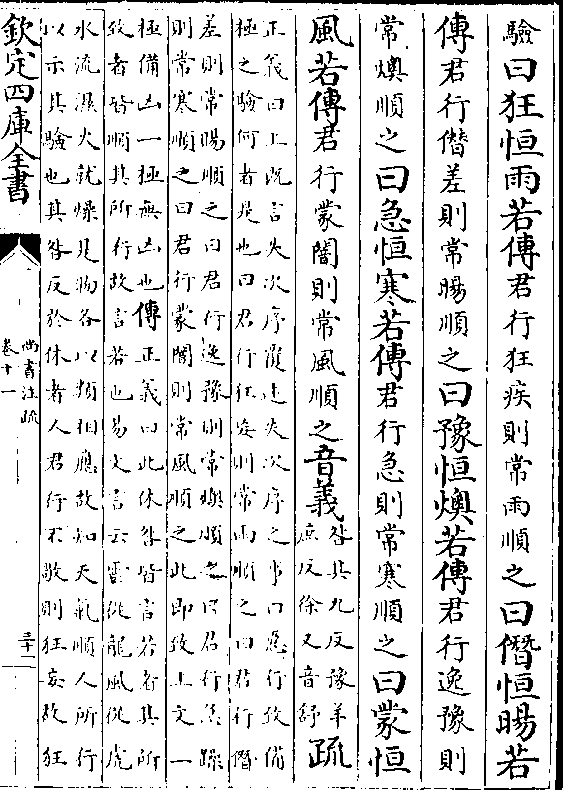 驗曰狂恒雨若傳君行狂疾則常雨順之曰僭恒暘若
傳君行僭差則常暘順之曰豫恒燠若傳君行逸豫則
常燠順之曰急恒寒若傳君行急則常寒順之曰蒙恒
風若傳君行蒙闇則常風順之音義
咎其九反豫羊
庶反徐又音舒
疏
正義曰上既言失次序覆述失次序之事曰惡行致備
極之驗何者是也曰君行狂妄則常雨順之曰君行僭
差則常暘順之曰君行逸豫則常燠順之曰君行急躁
則常寒順之曰君行蒙闇則常風順之此即致上文一
極備凶一極無凶也傳正義曰此休咎皆言若者其所
致者皆順其所行故言若也易文言云雲從龍風從虎
水流濕火就燥是物各以類相應故知天氣順人所行
以示其驗也其咎反於休者人君行不敬則狂妄故狂
欽定四庫全書
尚書注疏
卷十一
三十一